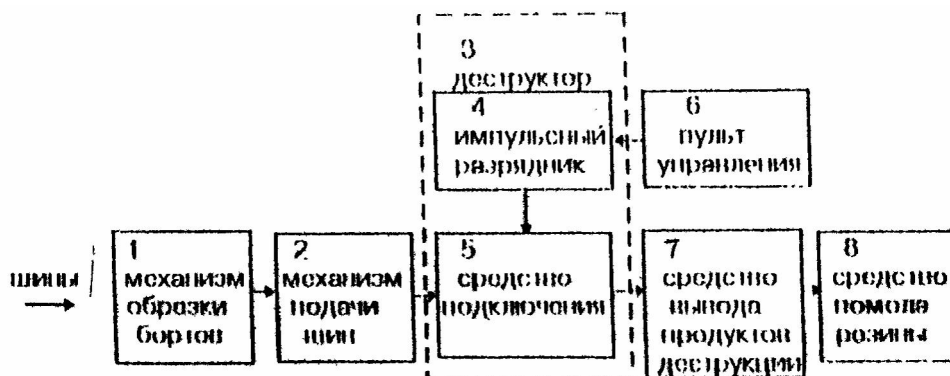 3
деструктор
4
импульсный
разрядник
6
пульт
управления
шины
1
механизм
обрезки
бортов
2
механизм
подачи
шин
5
средство
подключения
7
средство
вывода
продуктов
деструкции
8
средство
помола
резины